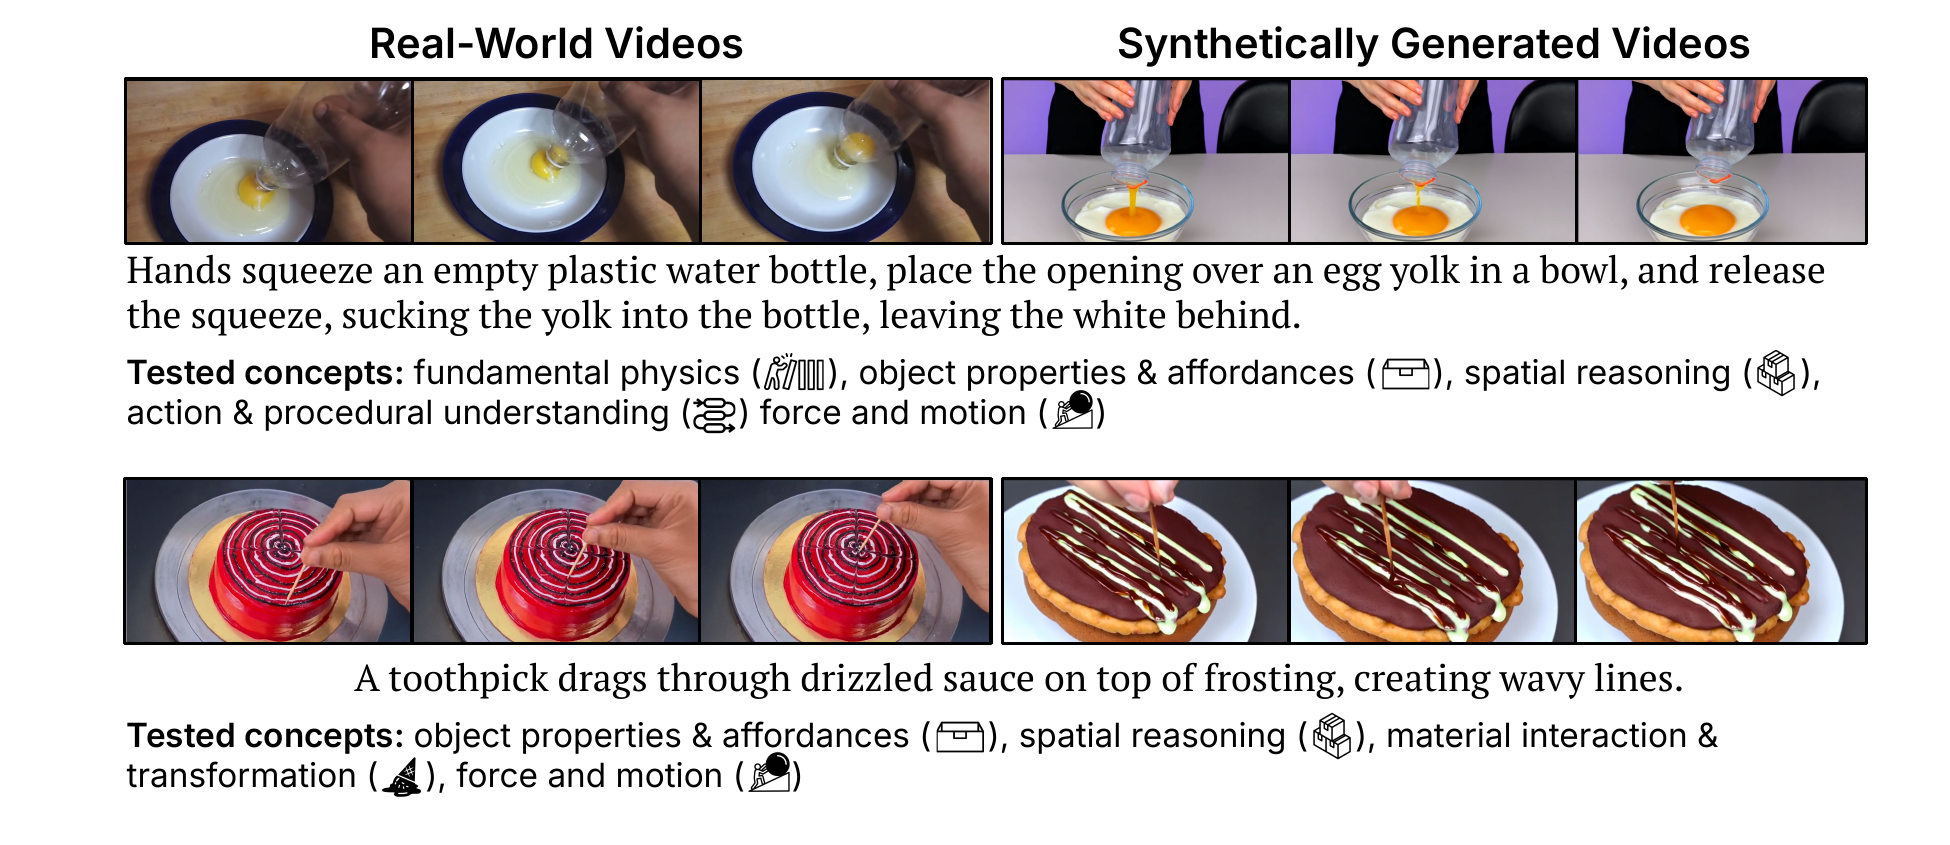 Real-World Videos
Synthetically Generated Videos
Hands squeeze an empty plastic water bottle, place the opening over an egg yolk in a bowl, and release
the squeeze, sucking the yolk into the bottle, leaving the white behind.
Tested concepts: fundamental physics ( ), object properties & affordances ( ), spatial reasoning ( ),
action & procedural understanding ( ) force and motion ( )
A toothpick drags through drizzled sauce on top of frosting, creating wavy lines.
Tested concepts: object properties & affordances ( ), spatial reasoning ( ), material interaction &
transformation ( ), force and motion ( )